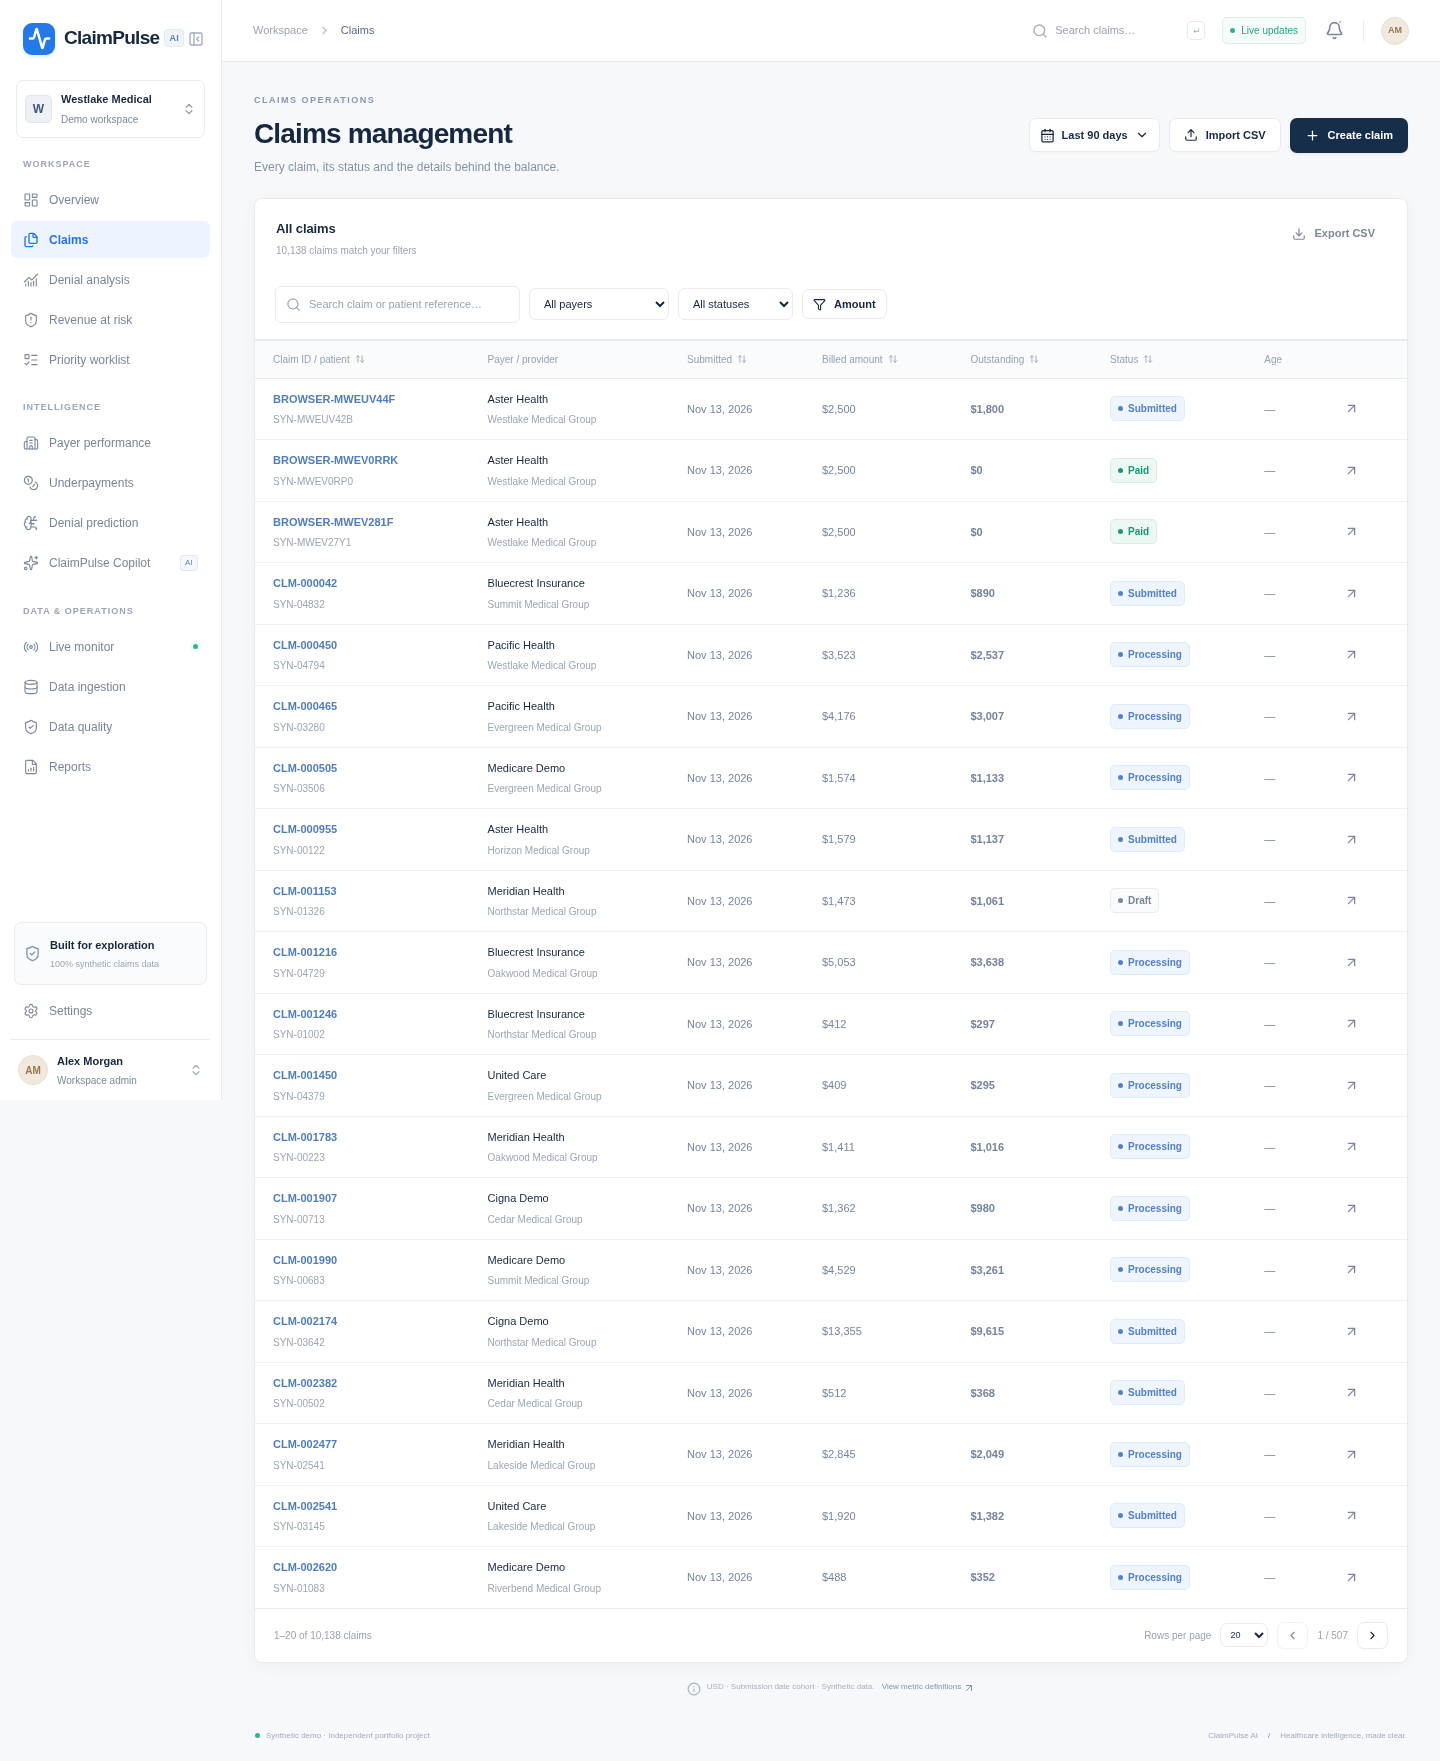 ClaimPulse AI
Westlake Medical
W
Demo workspace
WORKSPACE
Overview
Claims
Denial analysis
Revenue at risk
Priority worklist
INTELLIGENCE
Payer performance
Underpayments
Denial prediction
ClaimPulse Copilot AI
DATA & OPERATIONS
Live monitor
Data ingestion
Data quality
Reports
Built for exploration
100% synthetic claims data
Settings
AM
Alex Morgan
Workspace admin
Workspace Claims
Search claims…
Live updates
AM
CLAIMS OPERATIONS
Claims management
Every claim, its status and the details behind the balance.
Last 90 days Import CSV Create claim
All claims
10,138 claims match your filters
Export CSV
Search claim or patient reference… All payers All statuses Amount
Claim ID / patient Payer / provider Submitted Billed amount Outstanding Status Age
BROWSER-MWEUV44F Aster Health Nov 13, 2026 $2,500 $1,800 Submitted —
SYN-MWEUV42B Westlake Medical Group
BROWSER-MWEV0RRK Aster Health Nov 13, 2026 $2,500 $0 Paid —
SYN-MWEV0RP0 Westlake Medical Group
BROWSER-MWEV281F Aster Health Nov 13, 2026 $2,500 $0 Paid —
SYN-MWEV27Y1 Westlake Medical Group
CLM-000042 Bluecrest Insurance Nov 13, 2026 $1,236 $890 Submitted —
SYN-04832 Summit Medical Group
CLM-000450 Pacific Health Nov 13, 2026 $3,523 $2,537 Processing —
SYN-04794 Westlake Medical Group
CLM-000465 Pacific Health Nov 13, 2026 $4,176 $3,007 Processing —
SYN-03280 Evergreen Medical Group
CLM-000505 Medicare Demo Nov 13, 2026 $1,574 $1,133 Processing —
SYN-03506 Evergreen Medical Group
CLM-000955 Aster Health Nov 13, 2026 $1,579 $1,137 Submitted —
SYN-00122 Horizon Medical Group
CLM-001153 Meridian Health Nov 13, 2026 $1,473 $1,061 Draft —
SYN-01326 Northstar Medical Group
CLM-001216 Bluecrest Insurance Nov 13, 2026 $5,053 $3,638 Processing —
SYN-04729 Oakwood Medical Group
CLM-001246 Bluecrest Insurance Nov 13, 2026 $412 $297 Processing —
SYN-01002 Northstar Medical Group
CLM-001450 United Care Nov 13, 2026 $409 $295 Processing —
SYN-04379 Evergreen Medical Group
CLM-001783 Meridian Health Nov 13, 2026 $1,411 $1,016 Processing —
SYN-00223 Oakwood Medical Group
CLM-001907 Cigna Demo Nov 13, 2026 $1,362 $980 Processing —
SYN-00713 Cedar Medical Group
CLM-001990 Medicare Demo Nov 13, 2026 $4,529 $3,261 Processing —
SYN-00683 Summit Medical Group
CLM-002174 Cigna Demo Nov 13, 2026 $13,355 $9,615 Submitted —
SYN-03642 Northstar Medical Group
CLM-002382 Meridian Health Nov 13, 2026 $512 $368 Submitted —
SYN-00502 Cedar Medical Group
CLM-002477 Meridian Health Nov 13, 2026 $2,845 $2,049 Processing —
SYN-02541 Lakeside Medical Group
CLM-002541 United Care Nov 13, 2026 $1,920 $1,382 Submitted —
SYN-03145 Lakeside Medical Group
CLM-002620 Medicare Demo Nov 13, 2026 $488 $352 Processing —
SYN-01083 Riverbend Medical Group
1–20 of 10,138 claims Rows per page 20 1 / 507
USD · Submission date cohort · Synthetic data. View metric definitions
Synthetic demo · Independent portfolio project ClaimPulse AI / Healthcare intelligence, made clear.